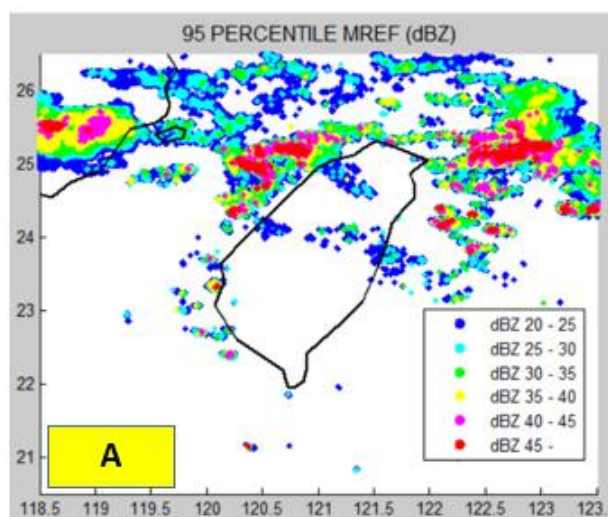 95 PERCENTILE MREF (dBZ)
26
25
24
23
22
21
dBZ 20 - 25
dBZ 25 - 30
dBZ 30 - 35
dBZ 35 - 40
dBZ 40 - 45
dBZ 45 -
A
118.5 119 119.5 120 120.5 121 121.5 122 122.5 123 123.